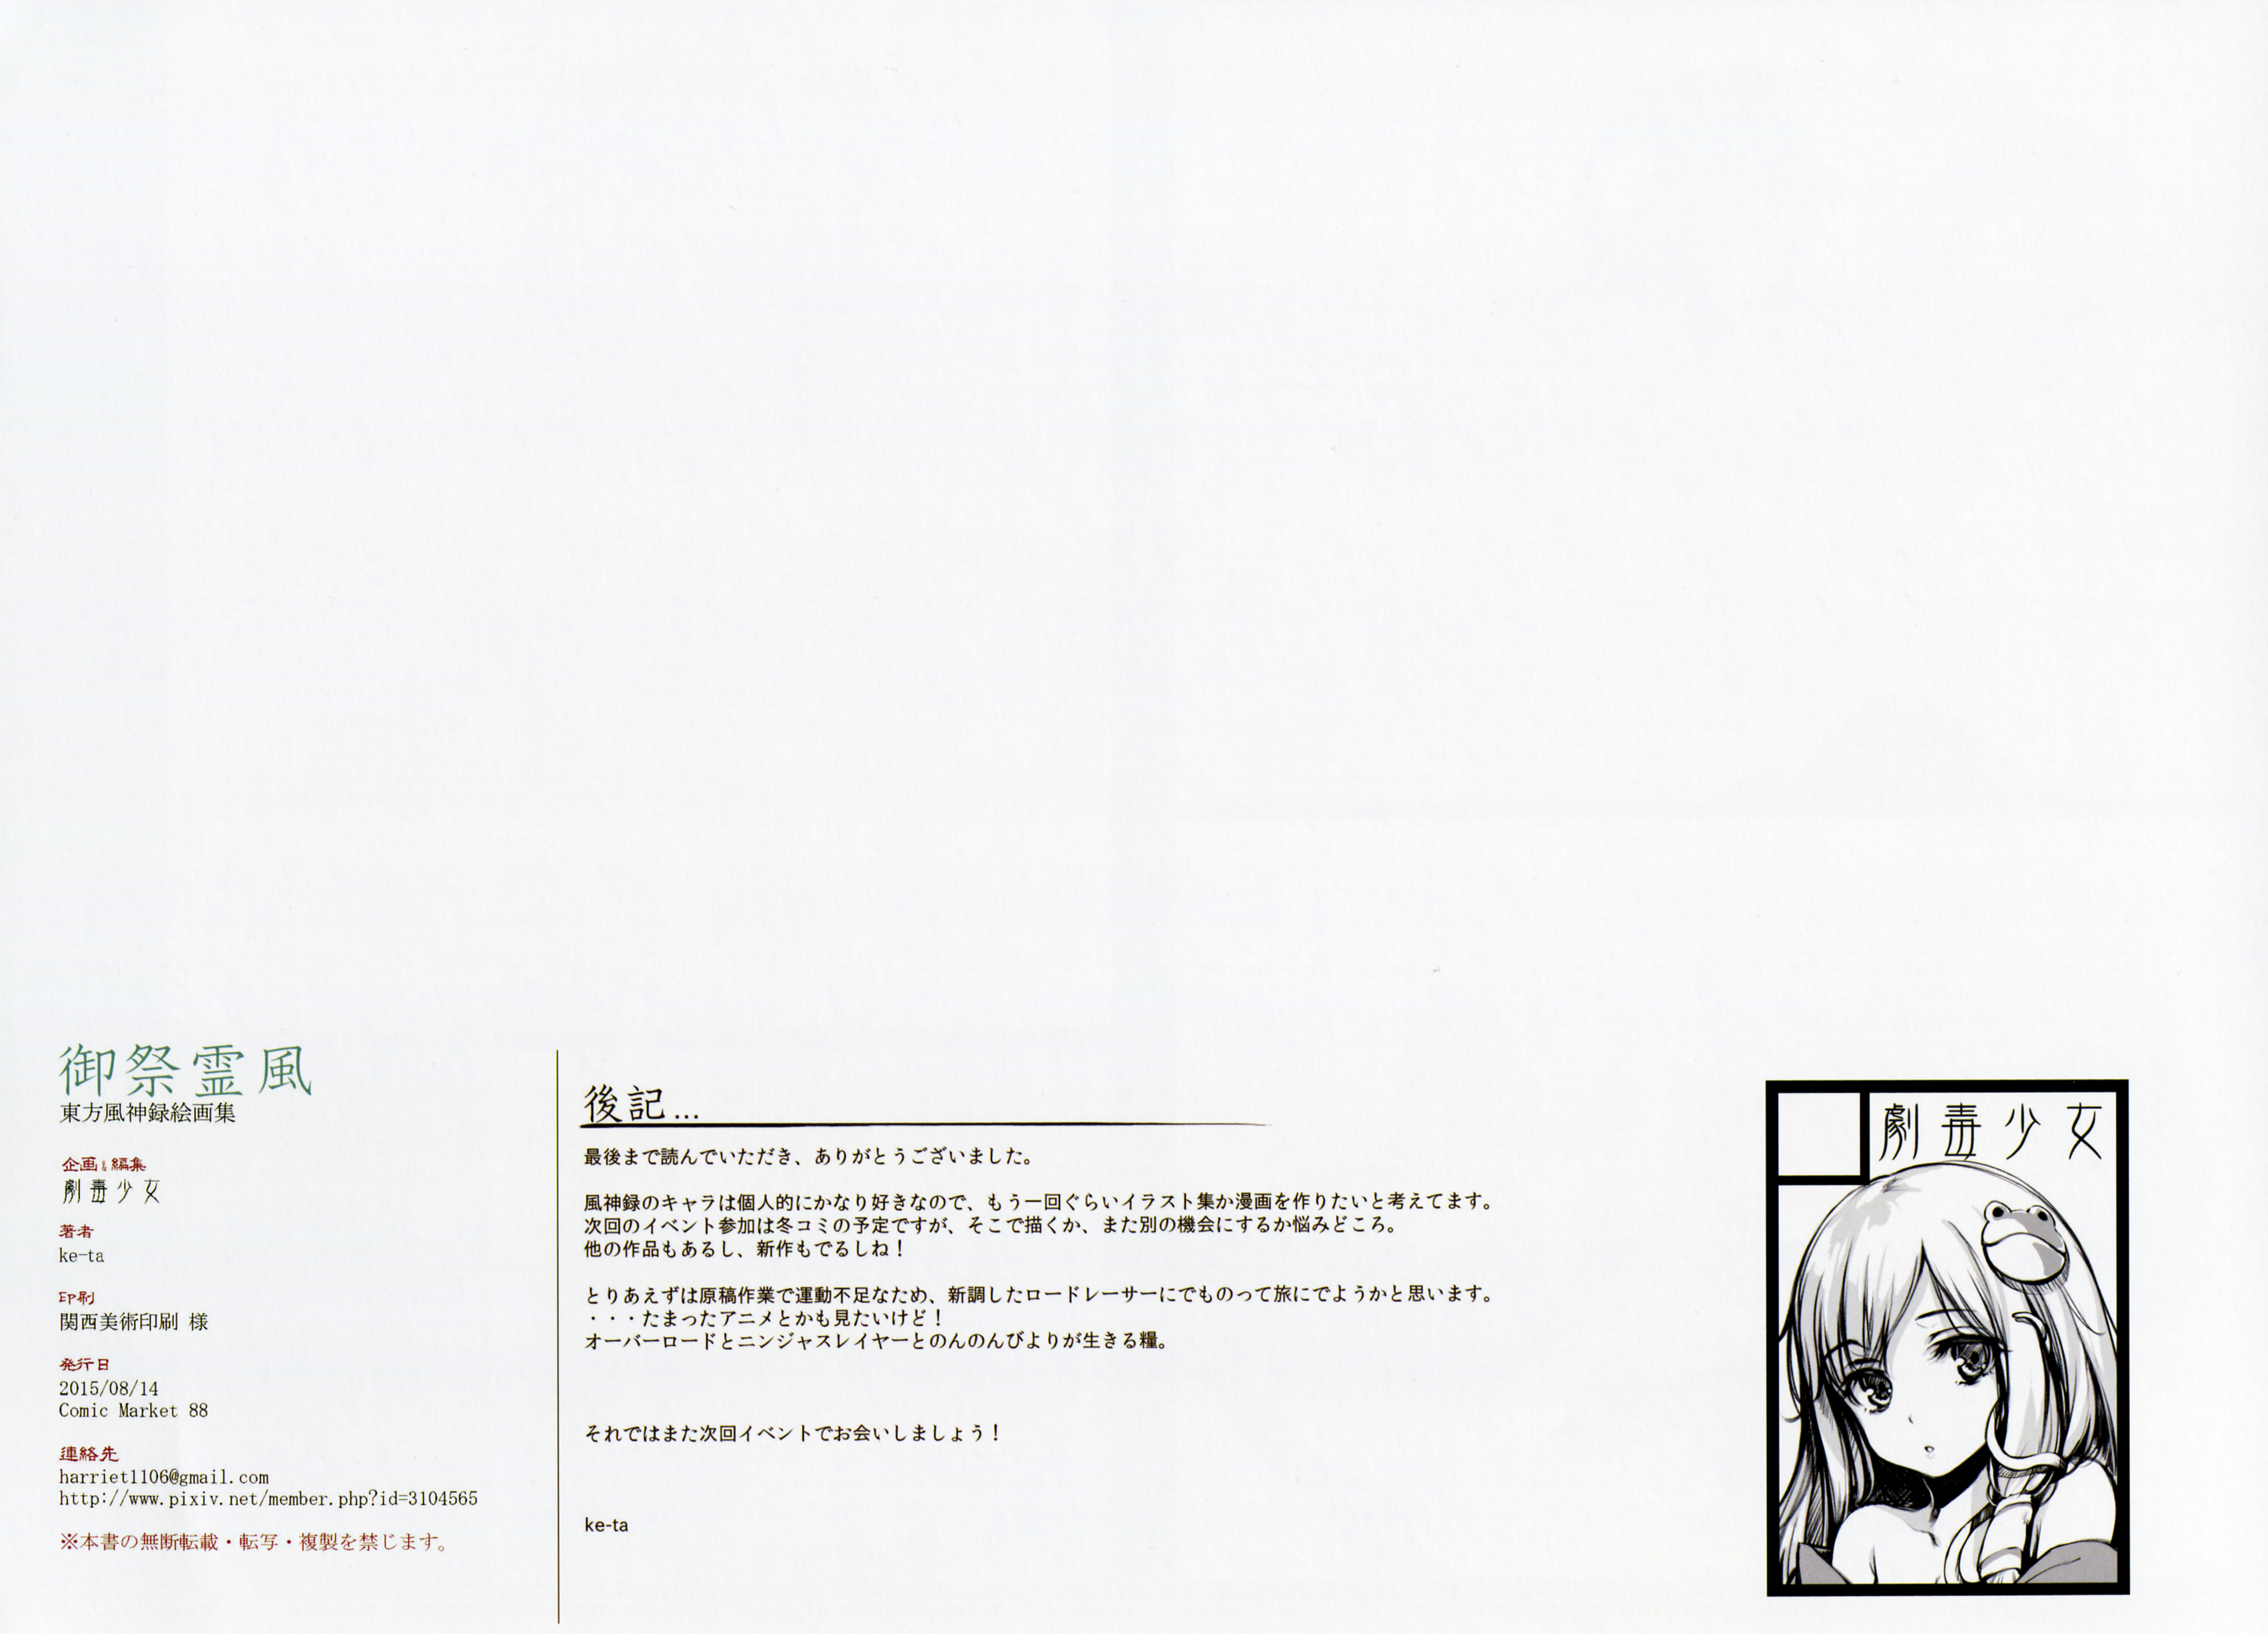 御祭霊風
東方風神録絵画集
企画&編集
劇毒少女
著者
ke-ta
印刷
関西美術印刷 様
発行日
2015/08/14
Comic Market 88
連絡先
harriet1106@gmail.com
http://www.pixiv.net/member.php?id=3104565
※本書の無断転載・転写・複製を禁じます。
後記...
最後まで読んでいただき、ありがとうございました。
風神録のキャラは個人的にかなり好きなので、もう一回ぐらいイラスト集か漫画を作りたいと考えてます。
次回のイベント参加は冬コミの予定ですが、そこで描くか、また別の機会にするか悩みどころ。
他の作品もあるし、新作もでるしね！
とりあえずは原稿作業で運動不足なため、新調したロードレーサーにでものって旅にでようかと思います。
・・・たまったアニメとかも見たいけど！
オーバーロードとニンジャスレイヤーとのんのんびよりが生きる糧。
それではまた次回イベントでお会いしましょう！
ke-ta
劇毒少女